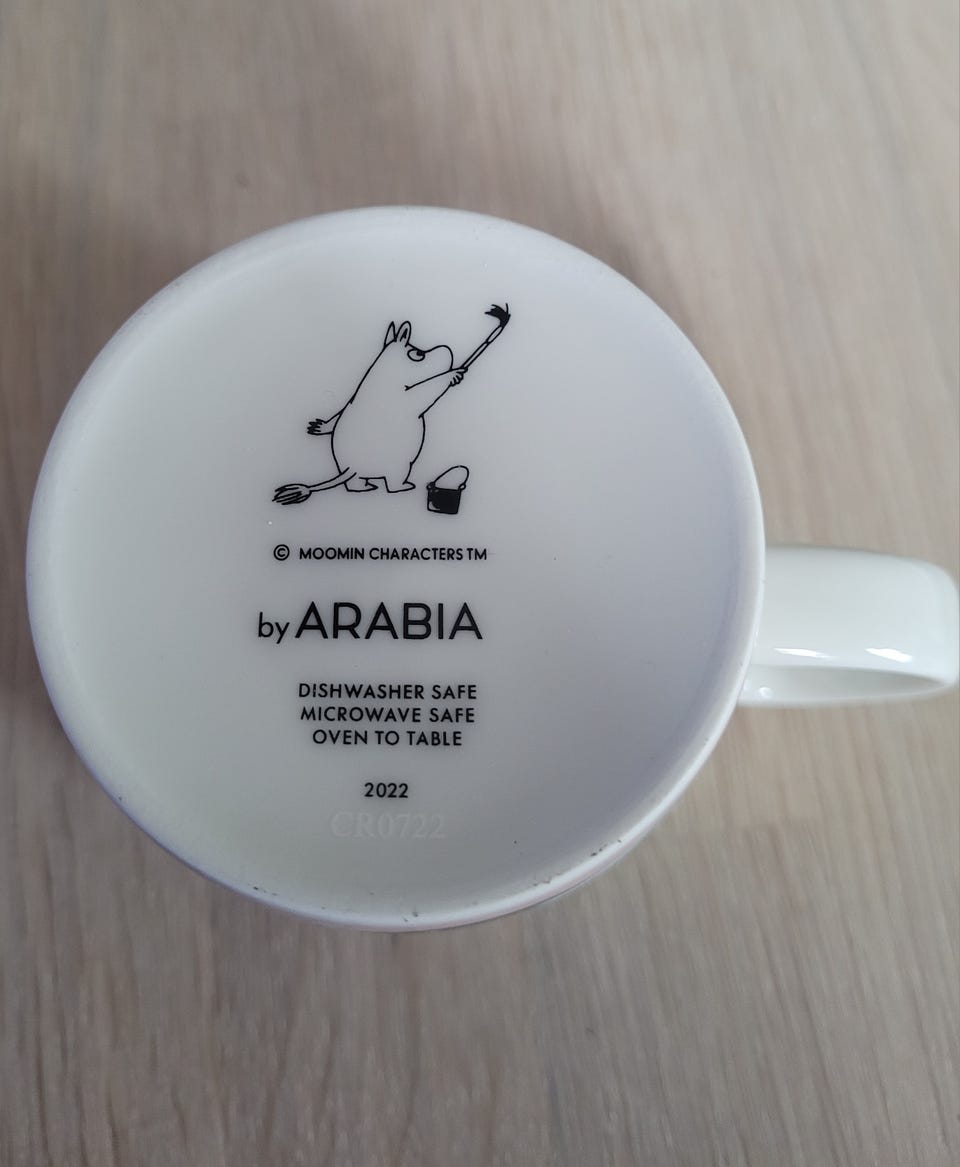 © MOOMIN CHARACTERS TM
by ARABIA
DISHWASHER SAFE
MICROWAVE SAFE
OVEN TO TABLE
2022
CR0722